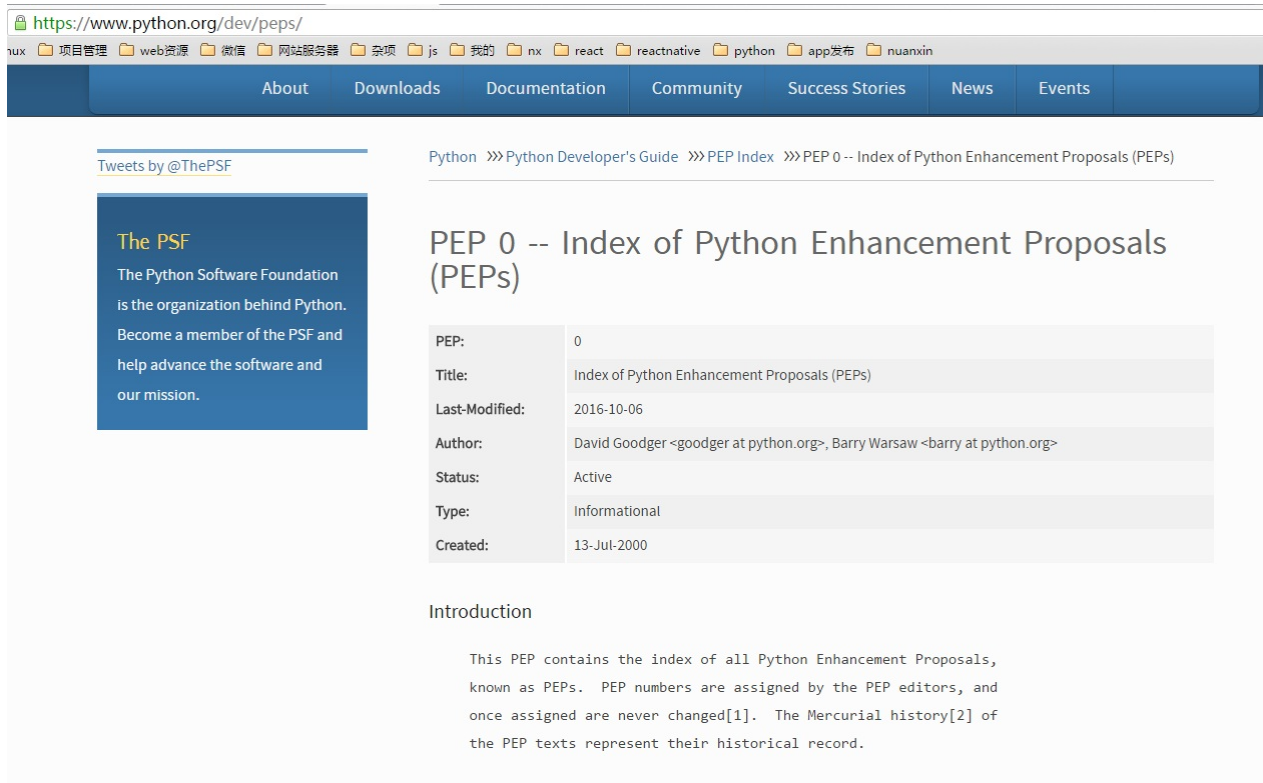 https://www.python.org/dev/peps/
nux 项目管理 web资源 微信 网站服务器 杂项 js 我的 nx react reactnative python app发布 nuanxin
About Downloads Documentation Community Success Stories News Events
Tweets by @ThePSF
The PSF
The Python Software Foundation
is the organization behind Python.
Become a member of the PSF and
help advance the software and
our mission.
Python >>> Python Developer's Guide >>> PEP Index >>> PEP 0 -- Index of Python Enhancement Proposals (PEPs)
PEP 0 -- Index of Python Enhancement Proposals
(PEPs)
PEP: 0
Title: Index of Python Enhancement Proposals (PEPs)
Last-Modified: 2016-10-06
Author: David Goodger <goodger at python.org>, Barry Warsaw <barry at python.org>
Status: Active
Type: Informational
Created: 13-Jul-2000
Introduction
This PEP contains the index of all Python Enhancement Proposals,
known as PEPs.  PEP numbers are assigned by the PEP editors, and
once assigned are never changed[1].  The Mercurial history[2] of
the PEP texts represent their historical record.